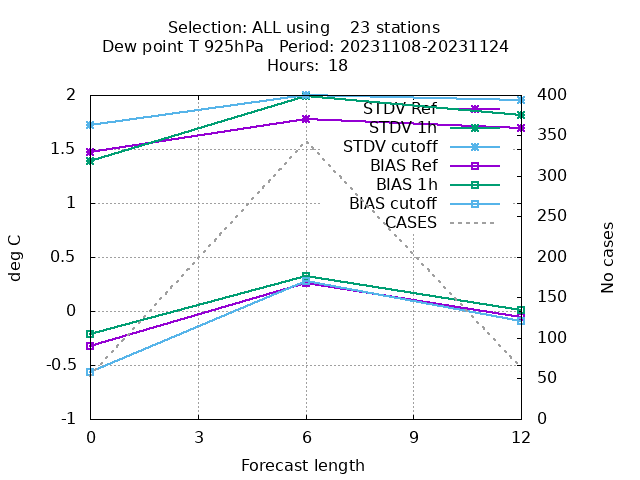 Selection: ALL using 23 stations
Dew point T 925hPa Period: 20231108-20231124
Hours: 18
STDV Ref
STDV 1h
STDV cutoff
BIAS Ref
BIAS 1h
BIAS cutoff
CASES
deg C
2
1.5
1
0.5
0
-0.5
-1
400
350
300
250
200
150
100
50
0
No cases
0 3 6 9 12
Forecast length